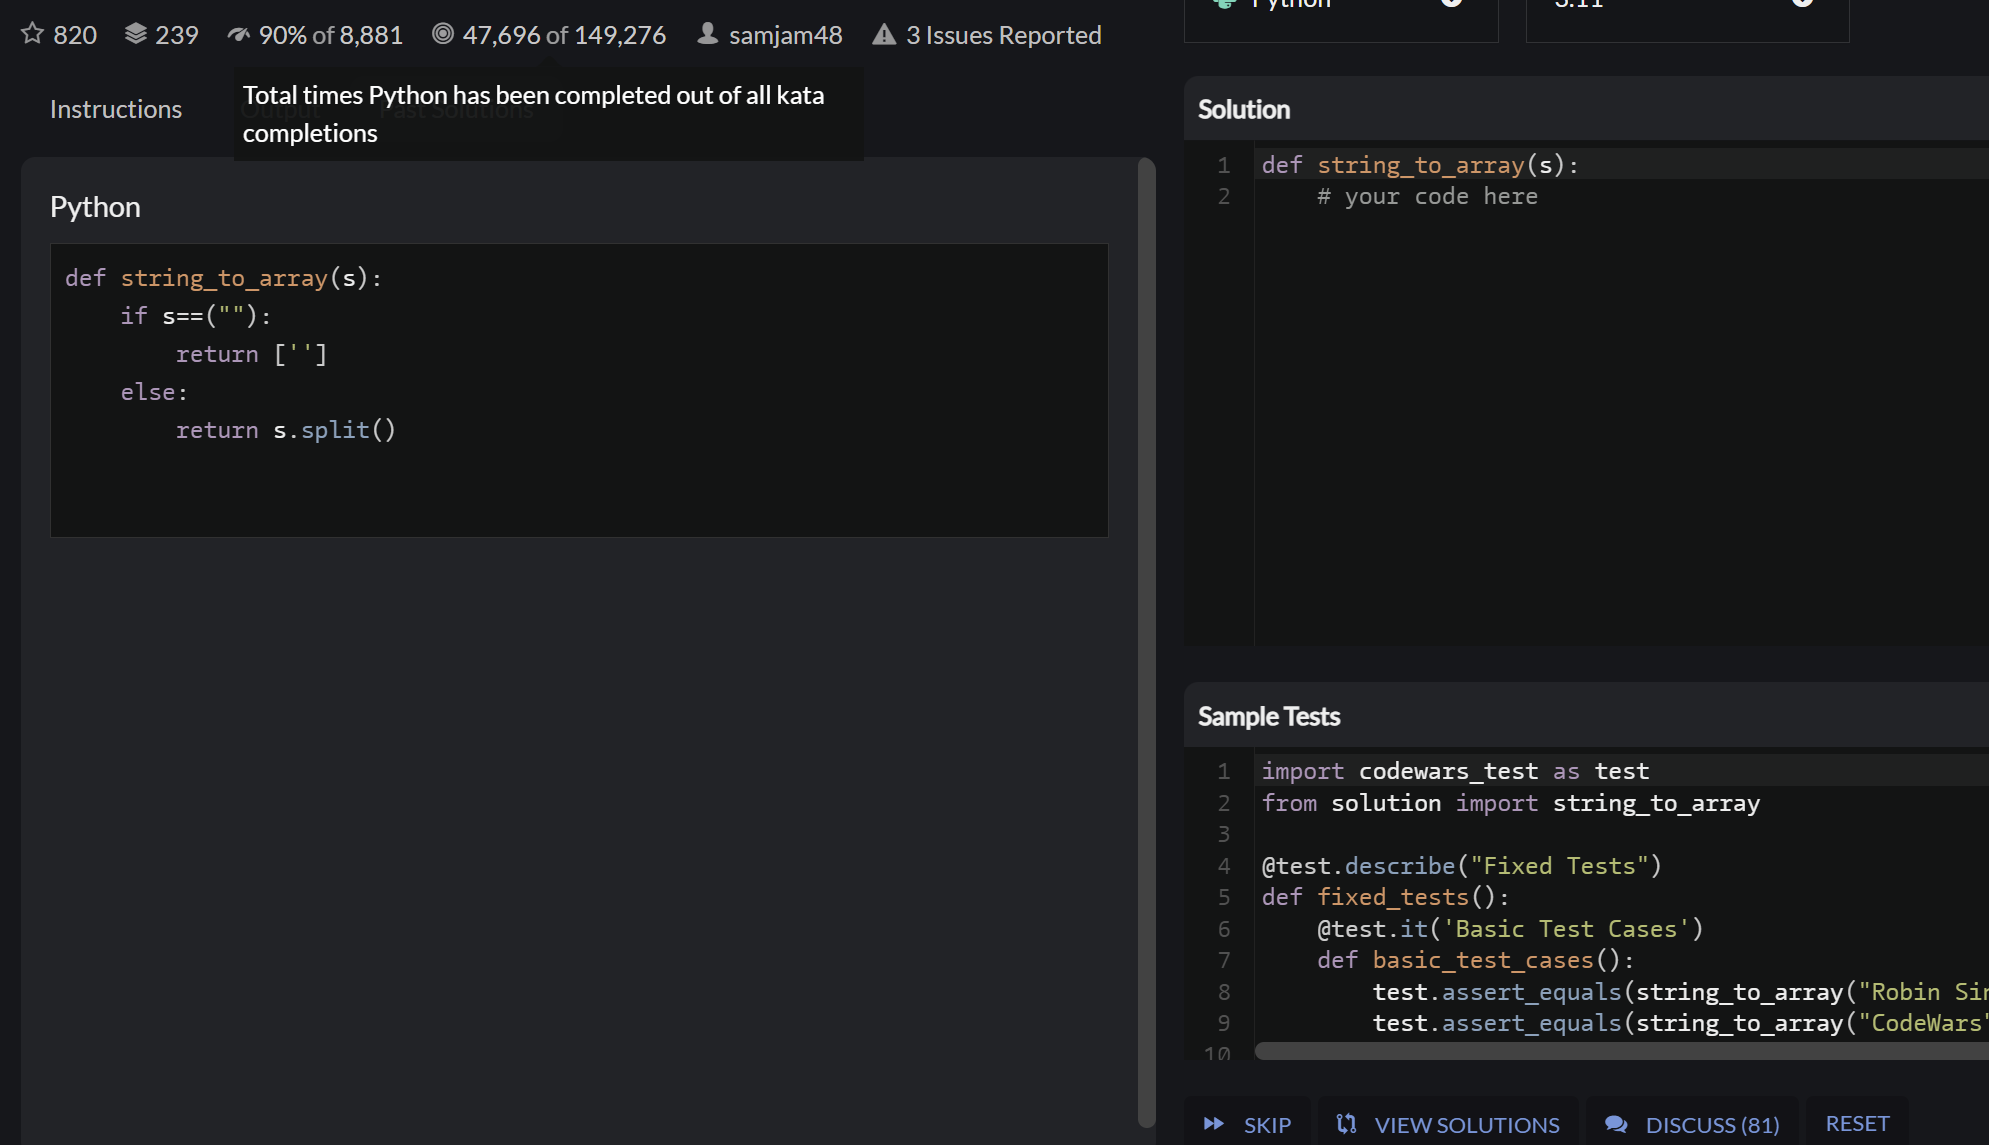 820 239 90% of 8,881 47,696 of 149,276 samjam48 3 Issues Reported
Python 3.11
Instructions Output Past Solutions
Total times Python has been completed out of all kata
completions
Python
def string_to_array(s):
    if s==(""):
        return ['']
    else:
        return s.split()
Solution
1 def string_to_array(s):
2     # your code here
Sample Tests
1 import codewars_test as test
2 from solution import string_to_array
3
4 @test.describe("Fixed Tests")
5 def fixed_tests():
6     @test.it('Basic Test Cases')
7     def basic_test_cases():
8         test.assert_equals(string_to_array("Robin Sin
9         test.assert_equals(string_to_array("CodeWars"
10
SKIP VIEW SOLUTIONS DISCUSS (81) RESET